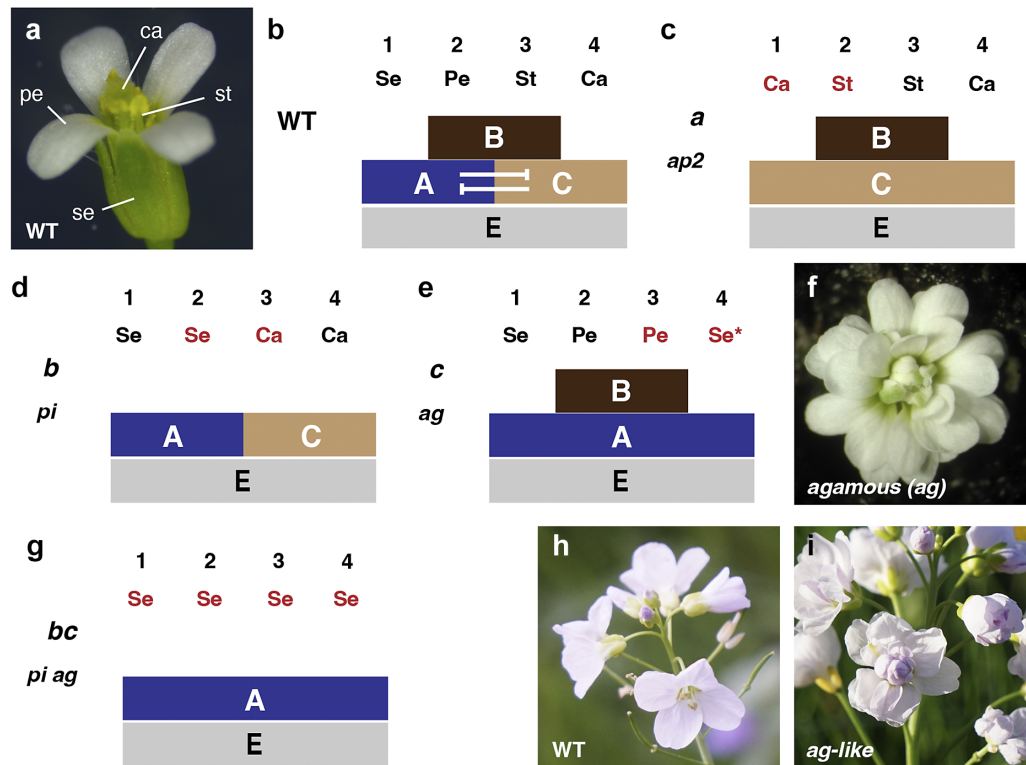 a
ca
pe
st
se
WT
b
1 2 3 4
Se Pe St Ca
WT
B
A C
E
c
1 2 3 4
Ca St St Ca
a
ap2
B
C
E
d
1 2 3 4
Se Se Ca Ca
b
pi
A C
E
e
1 2 3 4
Se Pe Pe Se*
c
ag
B
A
E
f
agamous (ag)
g
1 2 3 4
Se Se Se Se
bc
pi ag
A
E
h
WT
i
ag-like